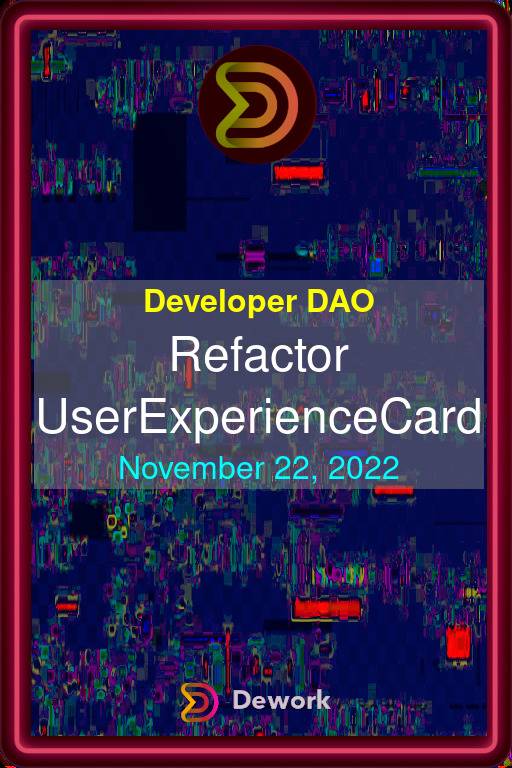 Developer DAO
Refactor
UserExperienceCard
November 22, 2022
Dework